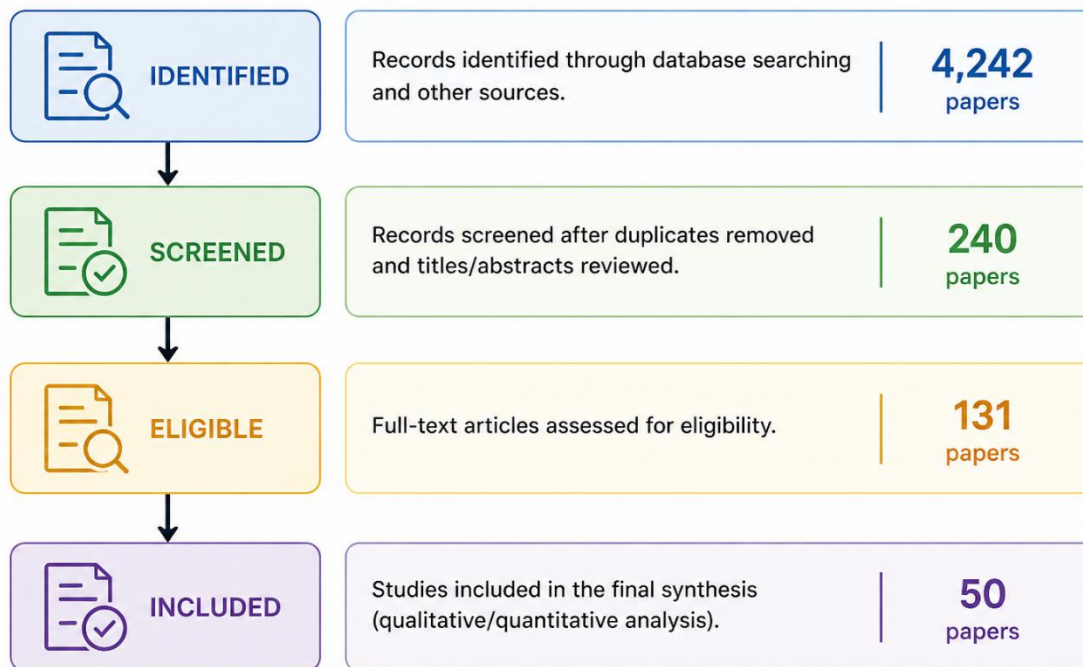 IDENTIFIED
Records identified through database searching
and other sources.
4,242
papers
SCREENED
Records screened after duplicates removed
and titles/abstracts reviewed.
240
papers
ELIGIBLE
Full-text articles assessed for eligibility.
131
papers
INCLUDED
Studies included in the final synthesis
(qualitative/quantitative analysis).
50
papers